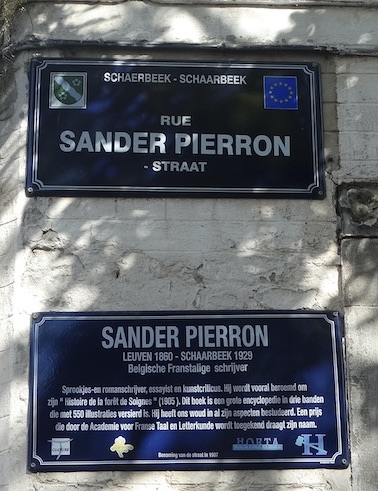 SCHAERBEEK - SCHAARBEEK
RUE
SANDER PIERRON
- STRAAT
SANDER PIERRON
LEUVEN 1860 - SCHAARBEEK 1929
Belgische Franstalige schrijver
Sprookjes-en romanschrijver, essayist en kunstcriticus. Hij wordt vooral beroemd om
zijn " Histoire de la forêt de Soignes " (1905 ). Dit boek is een grote encyclopedie in drie banden
die met 550 illustraties versierd is. Hij heeft ons woud in al zijn aspecten bestudeerd. Een prijs
die door de Academie voor Franse Taal en Letterkunde wordt toegekend draagt zijn naam.
HORTA
H
Benaming van de straat in 1907